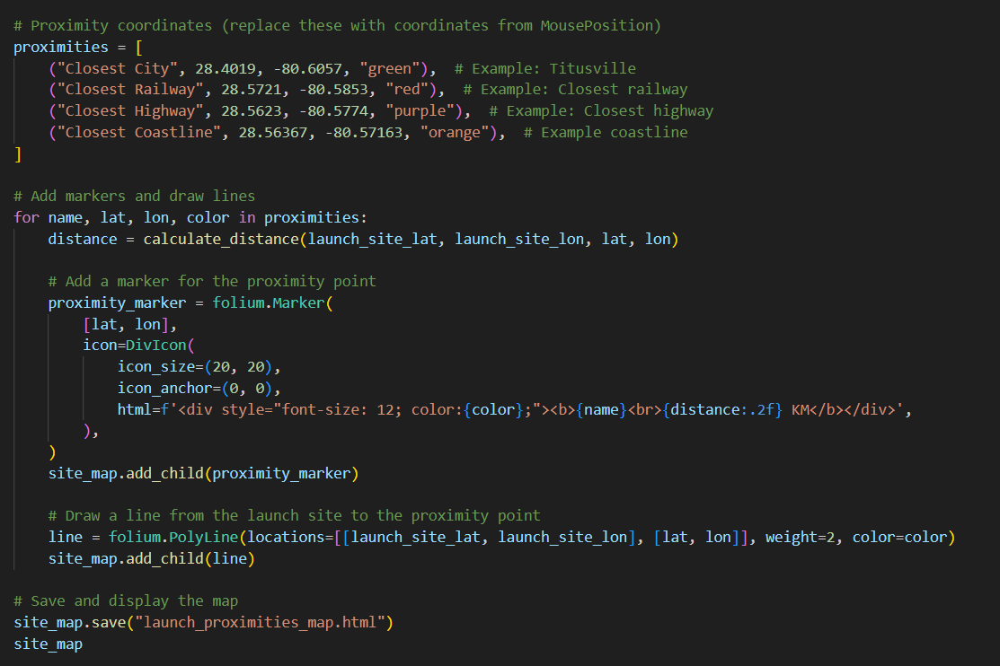 # Proximity coordinates (replace these with coordinates from MousePosition)
proximities = [
    ("Closest City", 28.4019, -80.6057, "green"),  # Example: Titusville
    ("Closest Railway", 28.5721, -80.5853, "red"),  # Example: Closest railway
    ("Closest Highway", 28.5623, -80.5774, "purple"),  # Example: Closest highway
    ("Closest Coastline", 28.56367, -80.57163, "orange"),  # Example coastline
]

# Add markers and draw lines
for name, lat, lon, color in proximities:
    distance = calculate_distance(launch_site_lat, launch_site_lon, lat, lon)

    # Add a marker for the proximity point
    proximity_marker = folium.Marker(
        [lat, lon],
        icon=DivIcon(
            icon_size=(20, 20),
            icon_anchor=(0, 0),
            html=f'<div style="font-size: 12; color:{color};"><b>{name}<br>{distance:.2f} KM</b></div>',
        ),
    )
    site_map.add_child(proximity_marker)

    # Draw a line from the launch site to the proximity point
    line = folium.PolyLine(locations=[[launch_site_lat, launch_site_lon], [lat, lon]], weight=2, color=color)
    site_map.add_child(line)

# Save and display the map
site_map.save("launch_proximities_map.html")
site_map